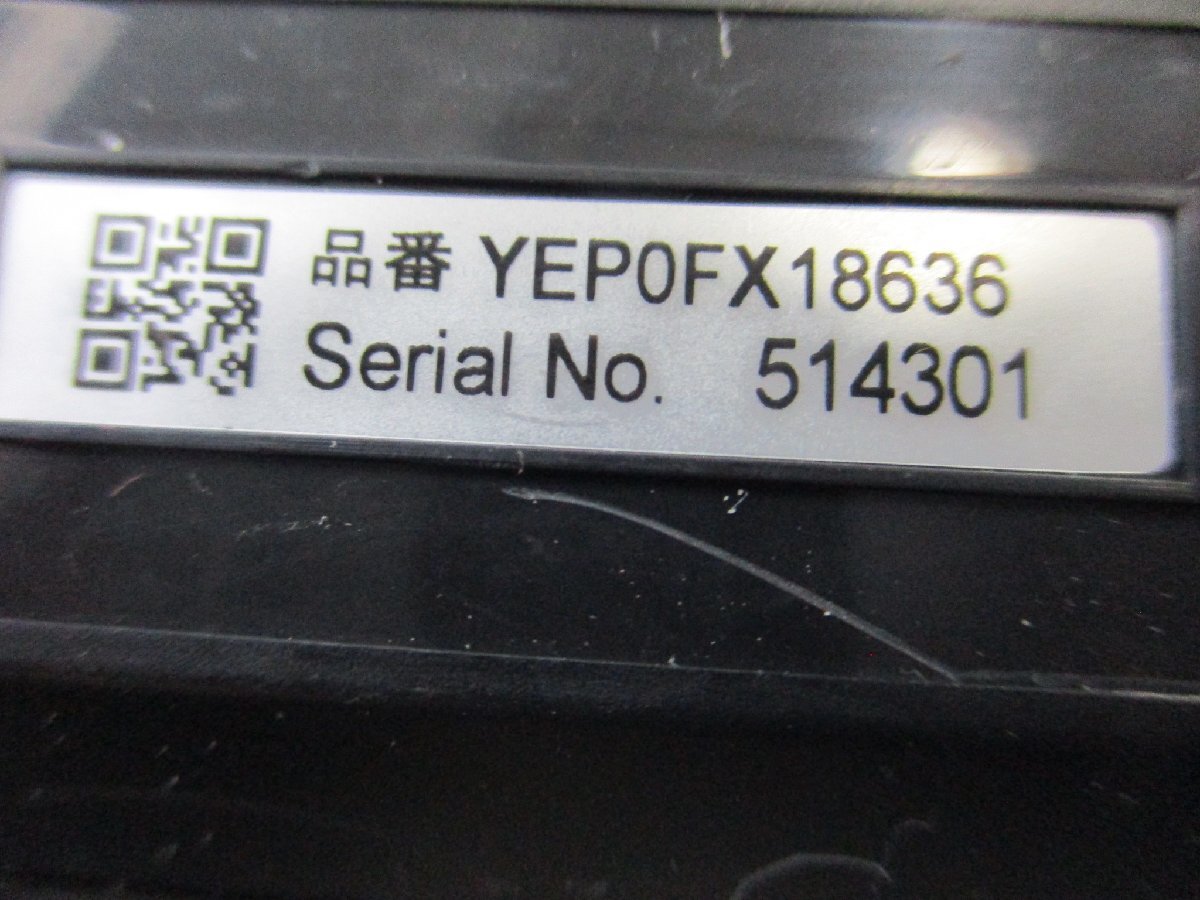 品番 YEP0FX18636
Serial No. 514301